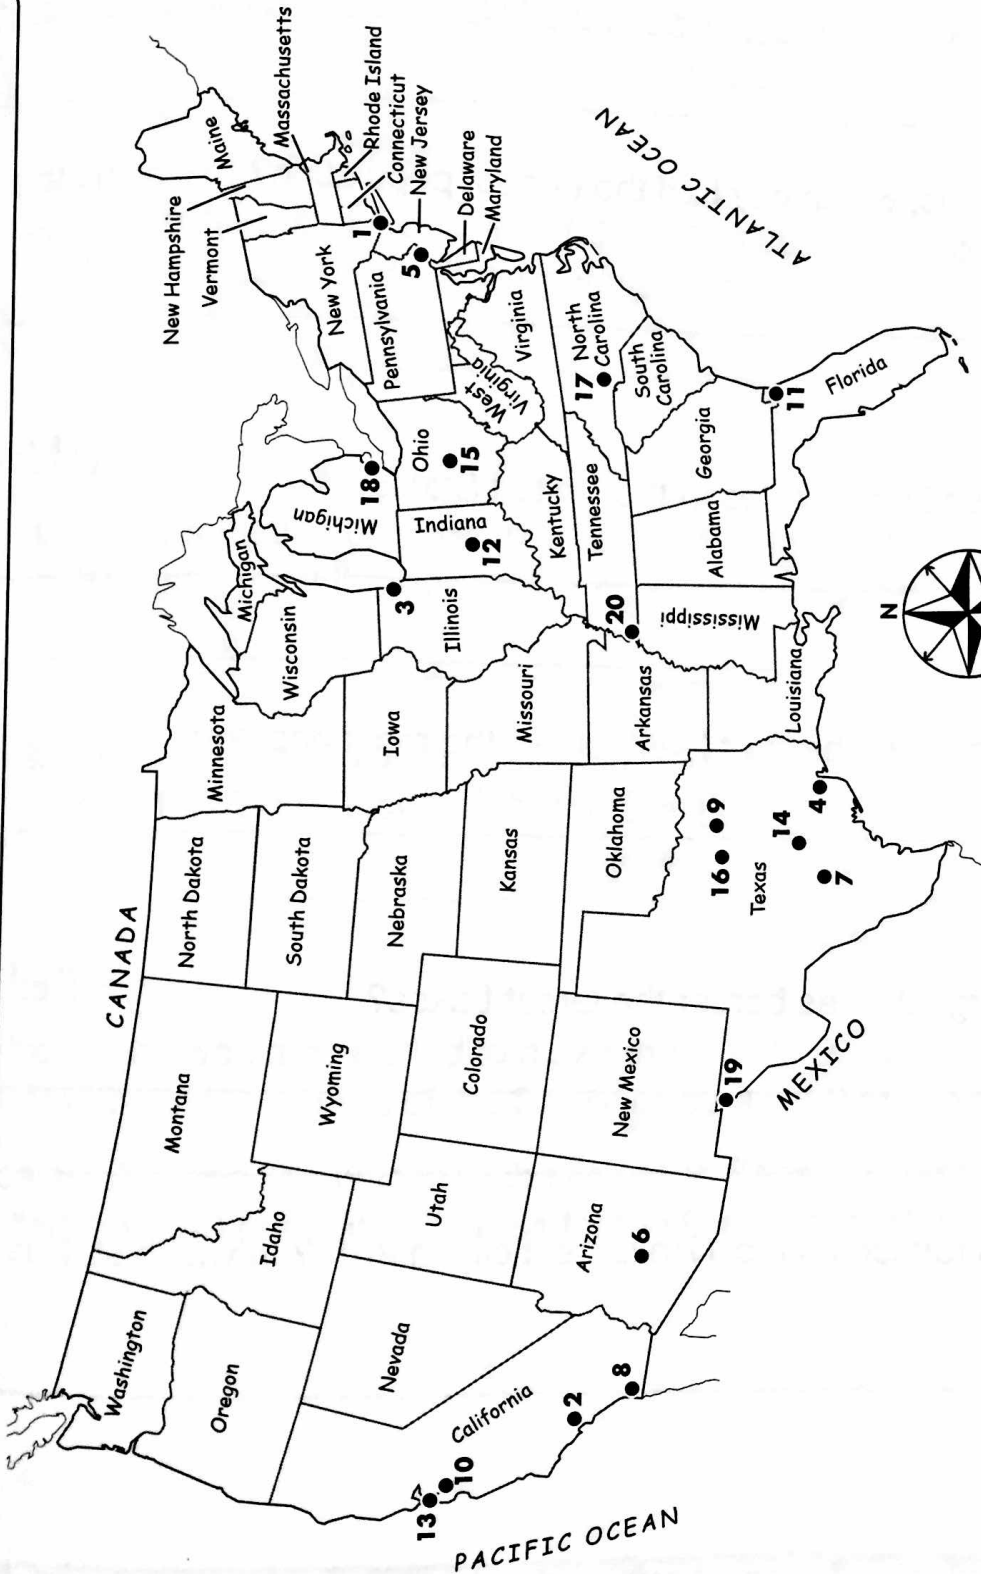 CANADA
Washington
Oregon
California
Nevada
Idaho
Montana
Wyoming
Utah
Arizona
Colorado
New Mexico
North Dakota
South Dakota
Nebraska
Kansas
Oklahoma
Texas
Minnesota
Iowa
Missouri
Arkansas
Louisiana
Wisconsin
Illinois
Michigan
Michigan
Indiana
Ohio
Kentucky
Tennessee
Mississippi
Alabama
Georgia
Florida
South
Carolina
North
Carolina
Virginia
West
Virginia
Pennsylvania
New York
Vermont
New Hampshire
Maine
Massachusetts
Rhode Island
Connecticut
New Jersey
Delaware
Maryland
ATLANTIC OCEAN
PACIFIC OCEAN
MEXICO
N
1
2
3
4
5
6
7
8
9
10
11
12
13
14
15
16
17
18
19
20